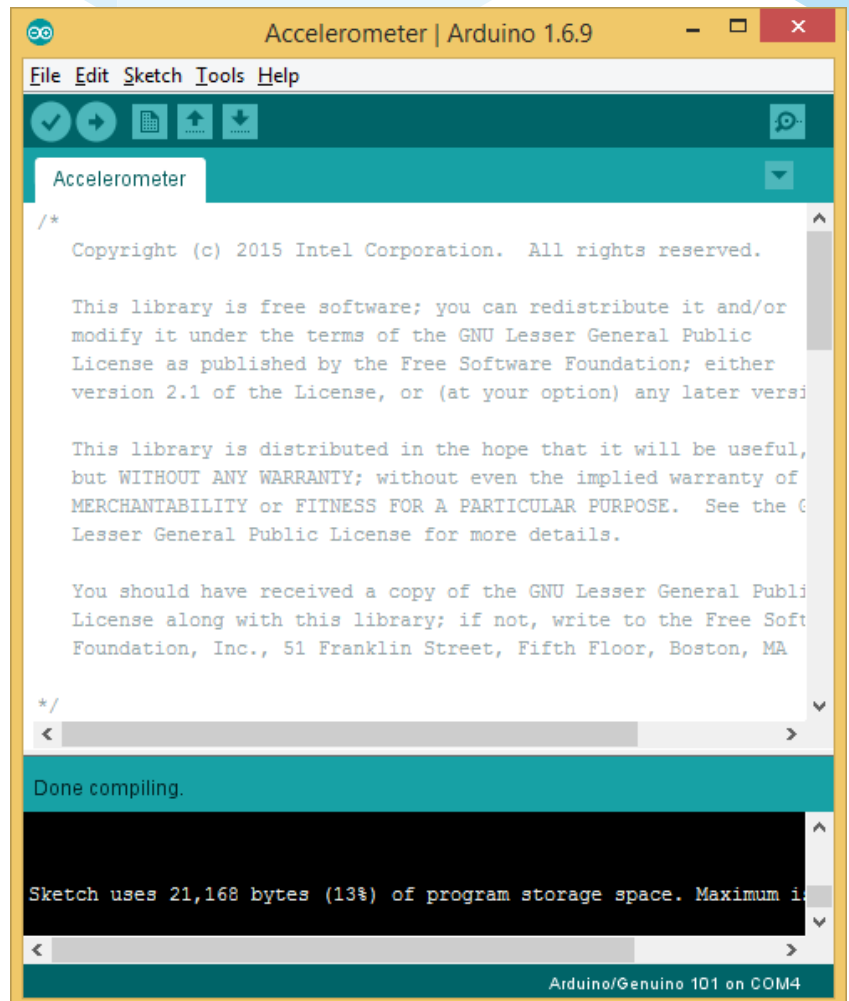 Accelerometer | Arduino 1.6.9
File Edit Sketch Tools Help
Accelerometer
/*
Copyright (c) 2015 Intel Corporation.  All rights reserved.
This library is free software; you can redistribute it and/or
modify it under the terms of the GNU Lesser General Public
License as published by the Free Software Foundation; either
version 2.1 of the License, or (at your option) any later versi
This library is distributed in the hope that it will be useful,
but WITHOUT ANY WARRANTY; without even the implied warranty of
MERCHANTABILITY or FITNESS FOR A PARTICULAR PURPOSE.  See the
Lesser General Public License for more details.
You should have received a copy of the GNU Lesser General Publi
License along with this library; if not, write to the Free Soft
Foundation, Inc., 51 Franklin Street, Fifth Floor, Boston, MA
*/
Done compiling.
Sketch uses 21,168 bytes (13%) of program storage space. Maximum i
Arduino/Genuino 101 on COM4